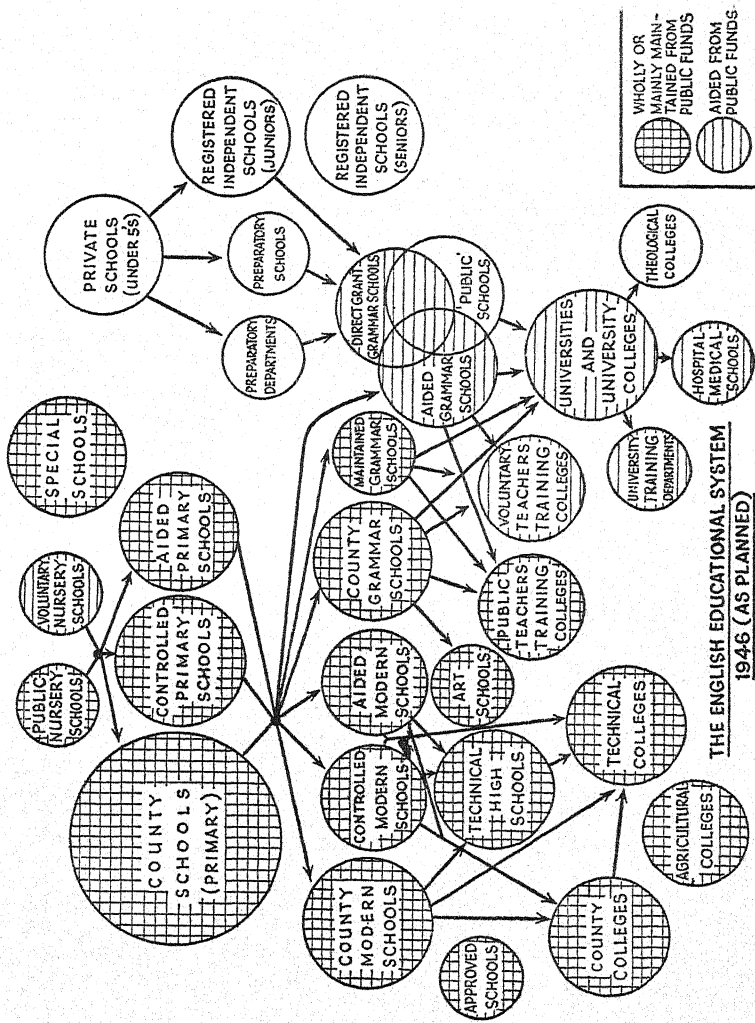 PRIVATE
SCHOOLS
(UNDER 5'S)
REGISTERED
INDEPENDENT
SCHOOLS
(JUNIORS)
REGISTERED
INDEPENDENT
SCHOOLS
(SENIORS)
PREPARATORY
SCHOOLS
PREPARATORY
DEPARTMENTS
SPECIAL
SCHOOLS
VOLUNTARY
NURSERY
SCHOOLS
PUBLIC
NURSERY
SCHOOLS
AIDED
PRIMARY
SCHOOLS
CONTROLLED
PRIMARY
SCHOOLS
COUNTY
SCHOOLS
(PRIMARY)
DIRECT GRANT
GRAMMAR SCHOOLS
'PUBLIC'
SCHOOLS
AIDED
GRAMMAR
SCHOOLS
MAINTAINED
GRAMMAR
SCHOOLS
COUNTY
GRAMMAR
SCHOOLS
AIDED
MODERN
SCHOOLS
CONTROLLED
MODERN
SCHOOLS
COUNTY
MODERN
SCHOOLS
APPROVED
SCHOOLS
ART
SCHOOLS
TECHNICAL
HIGH
SCHOOLS
PUBLIC
TEACHERS
TRAINING
COLLEGES
VOLUNTARY
TEACHERS
TRAINING
COLLEGES
UNIVERSITIES
AND
UNIVERSITY
COLLEGES
THEOLOGICAL
COLLEGES
HOSPITAL
MEDICAL
SCHOOLS
UNIVERSITY
TRAINING
DEPARTMENTS
TECHNICAL
COLLEGES
COUNTY
COLLEGES
AGRICULTURAL
COLLEGES
WHOLLY OR
MAINLY MAIN-
TAINED FROM
PUBLIC FUNDS
AIDED FROM
PUBLIC FUNDS
THE ENGLISH EDUCATIONAL SYSTEM
1946 (AS PLANNED)